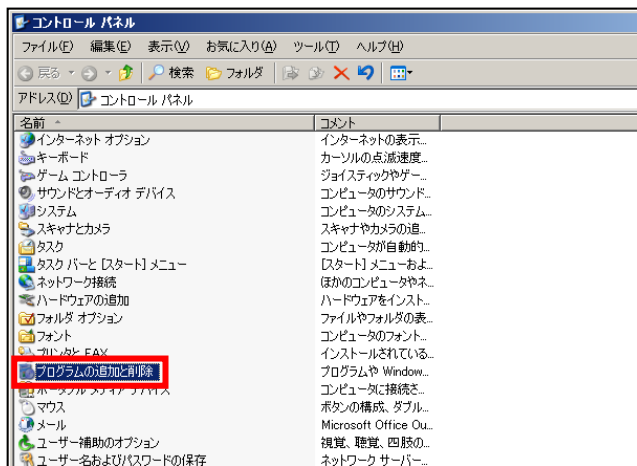 コントロール パネル
ファイル(F) 編集(E) 表示(V) お気に入り(A) ツール(T) ヘルプ(H)
戻る 検索 フォルダ
アドレス(D) コントロール パネル
名前 コメント
インターネット オプション インターネットの表示...
キーボード カーソルの点滅速度...
ゲーム コントローラ ジョイスティックやゲー...
サウンドとオーディオ デバイス コンピュータのサウンド...
システム コンピュータのシステム...
スキャナとカメラ スキャナやカメラの追...
タスク コンピュータが自動的...
タスク バーと [スタート] メニュー [スタート] メニューおよ...
ネットワーク接続 ほかのコンピュータやネ...
ハードウェアの追加 ハードウェアをインスト...
フォルダ オプション ファイルやフォルダの表...
フォント コンピュータのフォント...
プリンタと FAX インストールされている...
プログラムの追加と削除 プログラムや Window...
ポータブル メディア デバイス コンピュータに接続さ...
マウス ボタンの構成、ダブル...
メール Microsoft Office Ou...
ユーザー補助のオプション 視覚、聴覚、四肢の...
ユーザー名およびパスワードの保存 ネットワーク サーバー...